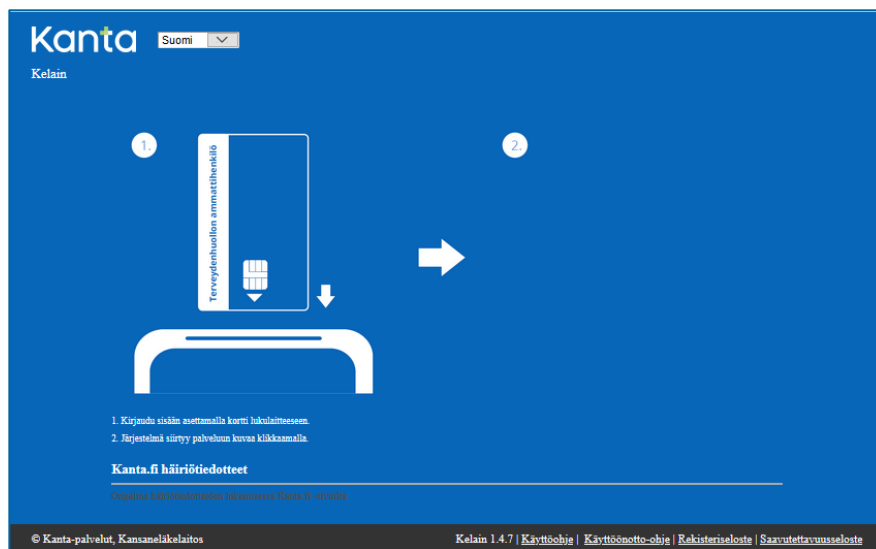 Kanta Suomi
Kelain
1.
2.
Terveydenhuollon ammattihenkilö
1. Kirjaudu sisään asettamalla kortti lukulaitteeseen.
2. Järjestelmä siirtyy palveluun kuvaa klikkaamalla.
Kanta.fi häiriötiedotteet
© Kanta-palvelut, Kansaneläkelaitos
Kelain 1.4.7 | Käyttöohje | Käyttöönotto-ohje | Rekisteriseloste | Saavutettavuusseloste